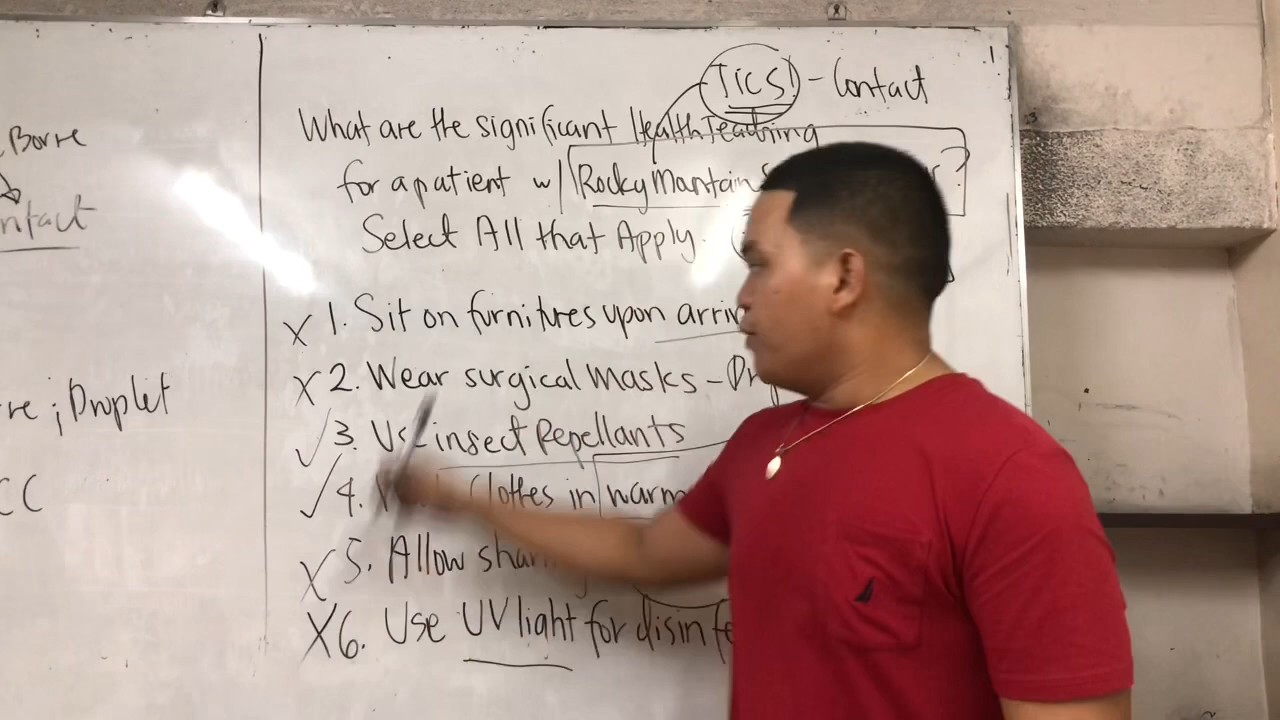 Borre
ntact
re ; Droplet
CC
Tics! - Contact
What are the significant Health Teaching
for a patient w/ Rocky Mantain ?
Select All that Apply.
X 1. Sit on furnitures upon arriv
X 2. Wear surgical masks - Dr
✓ 3. Use insect Repellants
✓ 4. Clothes in warm
X 5. Allow shar
X 6. Use UV light for disinfe